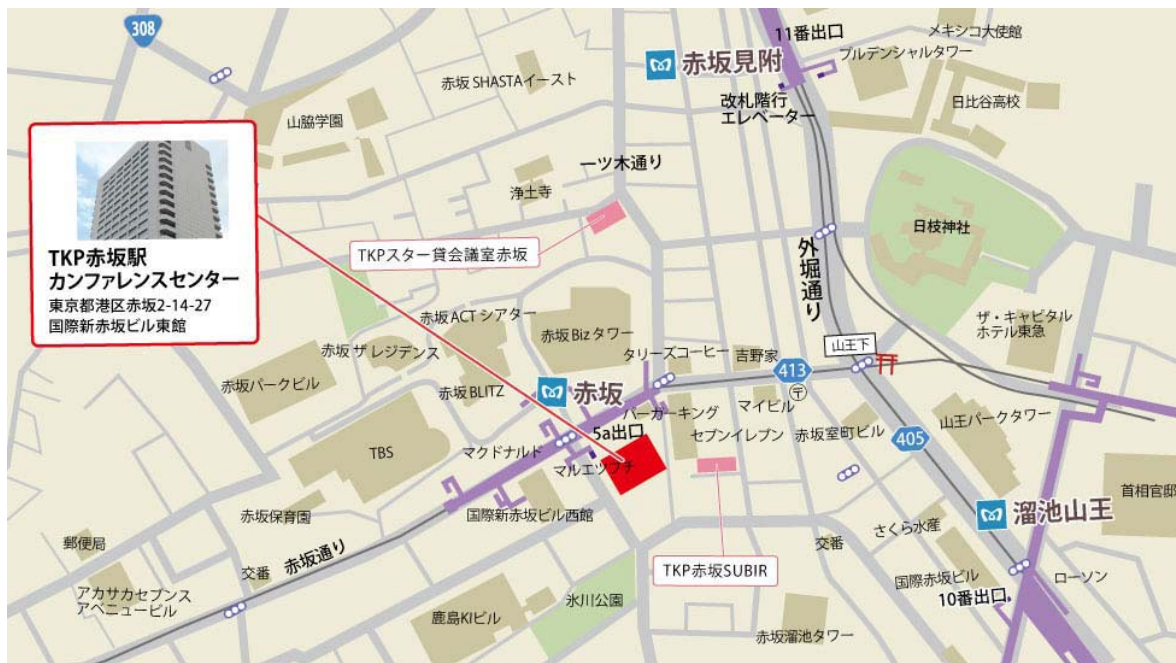 308
11番出口
メキシコ大使館
プルデンシャルタワー
赤坂見附
赤坂 SHASTAイースト
改札階行
エレベーター
日比谷高校
山脇学園
一ツ木通り
浄土寺
日枝神社
TKPスター貸会議室赤坂
TKP赤坂駅
カンファレンスセンター
東京都港区赤坂2-14-27
国際新赤坂ビル東館
外堀通り
赤坂 ACT シアター
赤坂 Biz タワー
ザ・キャピタル
ホテル東急
赤坂 ザ レジデンス
タリーズコーヒー
吉野家
山王下
413
赤坂パークビル
赤坂 BLITZ
赤坂
バーガーキング
マイビル
〒
5a出口
セブンイレブン
赤坂室町ビル
405
山王パークタワー
TBS
マクドナルド
マルエツプチ
首相官邸
赤坂保育園
国際新赤坂ビル西館
溜池山王
さくら水産
郵便局
赤坂通り
交番
交番
TKP赤坂SUBIR
国際赤坂ビル
ローソン
アカサカセブンス
アベニュービル
10番出口
鹿島KIビル
氷川公園
赤坂溜池タワー